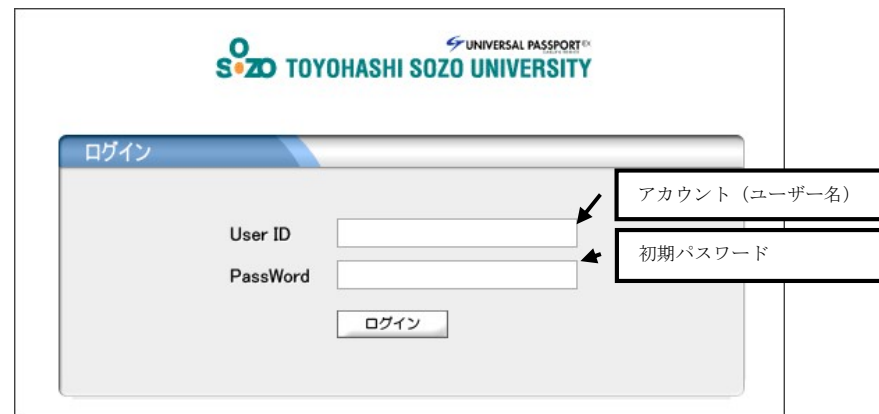 UNIVERSAL PASSPORT EX
SOZO TOYOHASHI SOZO UNIVERSITY
ログイン
アカウント（ユーザー名）
User ID
初期パスワード
PassWord
ログイン